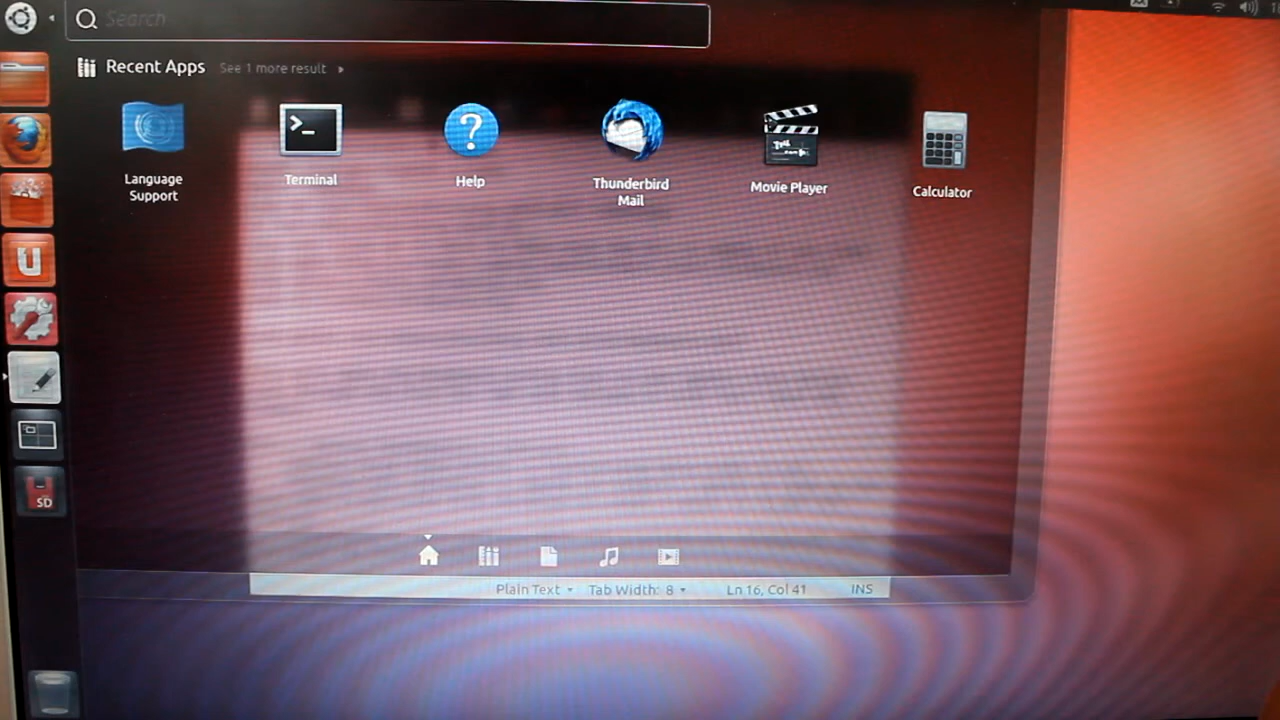 Search
Recent Apps See 1 more result
Language
Support
Terminal
Help
Thunderbird
Mail
Movie Player
Calculator
U
SD
Plain Text Tab Width: 8 Ln 16, Col 41 INS